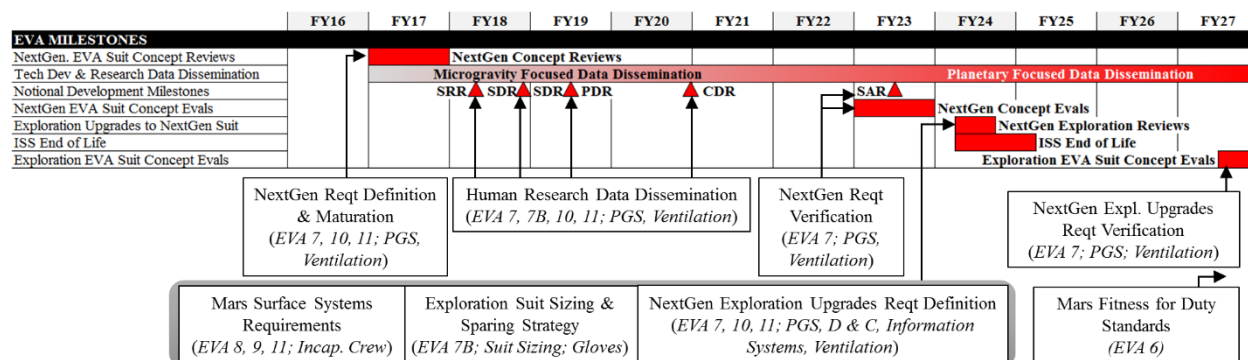 FY16 FY17 FY18 FY19 FY20 FY21 FY22 FY23 FY24 FY25 FY26 FY27
EVA MILESTONES
NextGen. EVA Suit Concept Reviews NextGen Concept Reviews
Tech Dev & Research Data Dissemination Microgravity Focused Data Dissemination Planetary Focused Data Dissemination
Notional Development Milestones SRR SDR SDR PDR CDR SAR
NextGen EVA Suit Concept Evals NextGen Concept Evals
Exploration Upgrades to NextGen Suit NextGen Exploration Reviews
ISS End of Life ISS End of Life
Exploration EVA Suit Concept Evals Exploration EVA Suit Concept Evals
NextGen Reqt Definition
& Maturation
(EVA 7, 10, 11; PGS,
Ventilation)
Human Research Data Dissemination
(EVA 7, 7B, 10, 11; PGS, Ventilation)
NextGen Reqt
Verification
(EVA 7; PGS,
Ventilation)
NextGen Expl. Upgrades
Reqt Verification
(EVA 7; PGS; Ventilation)
Mars Surface Systems
Requirements
(EVA 8, 9, 11; Incap. Crew)
Exploration Suit Sizing &
Sparing Strategy
(EVA 7B; Suit Sizing; Gloves)
NextGen Exploration Upgrades Reqt Definition
(EVA 7, 10, 11; PGS, D & C, Information
Systems, Ventilation)
Mars Fitness for Duty
Standards
(EVA 6)